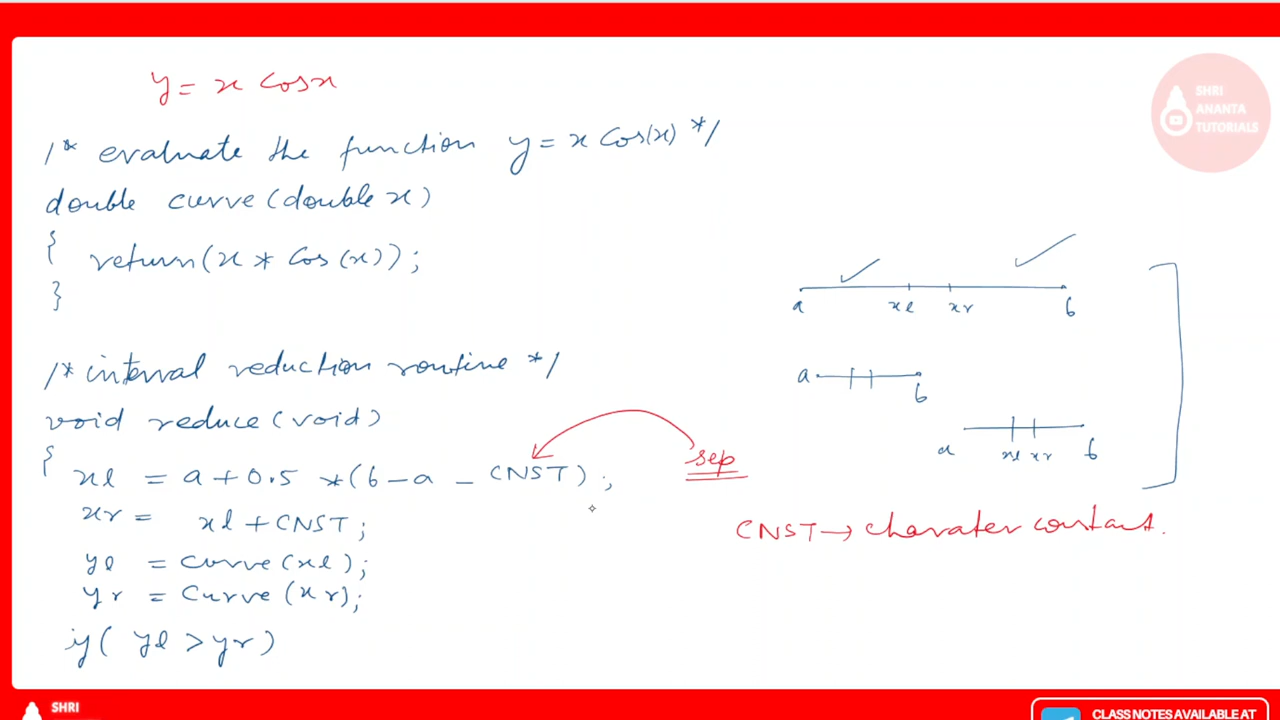 y = x cosx
SHRI
ANANTA
TUTORIALS
/* evaluate the function y = x cos(x) */
double curve(double x)
{ return(x * cos(x));
}
a xl xr b
/* interval reduction routine */
a b
void reduce(void)
a xl xr b
{ xl = a + 0.5 *(b - a - CNST);
sep
xr = xl + CNST;
CNST → charater constant.
yl = curve(xl);
yr = curve(xr);
if( yl > yr)
SHRI
CLASS NOTES AVAILABLE AT